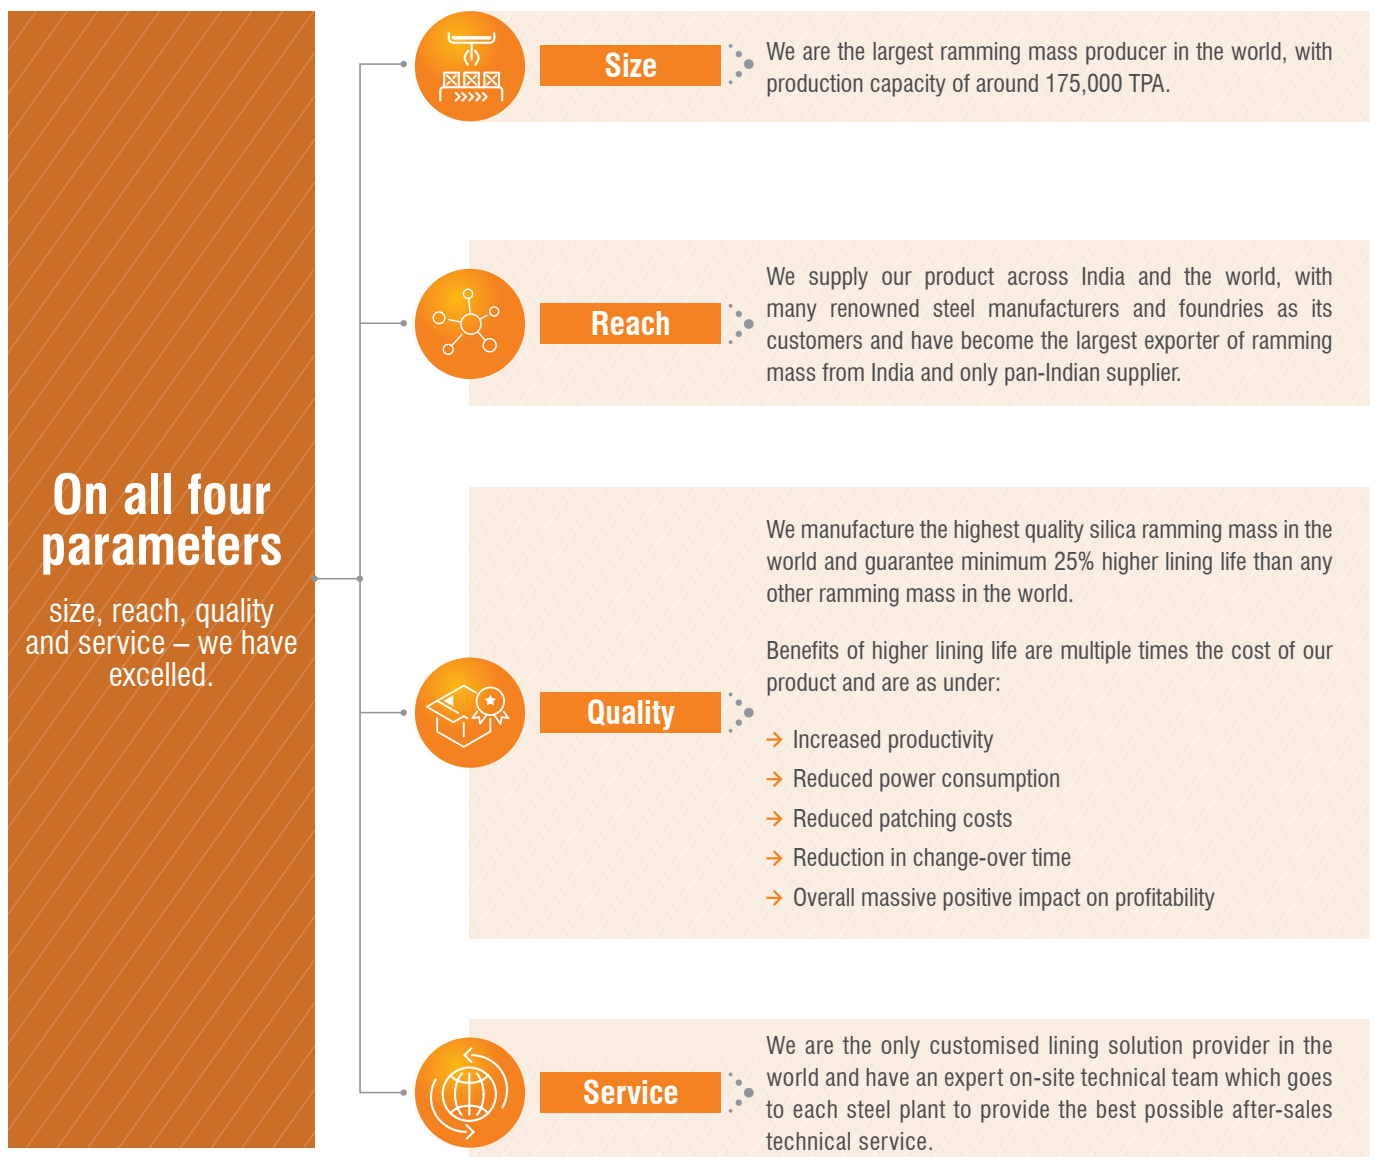 On all four
parameters
size, reach, quality
and service – we have
excelled.
Size
We are the largest ramming mass producer in the world, with
production capacity of around 175,000 TPA.
Reach
We supply our product across India and the world, with
many renowned steel manufacturers and foundries as its
customers and have become the largest exporter of ramming
mass from India and only pan-Indian supplier.
Quality
We manufacture the highest quality silica ramming mass in the
world and guarantee minimum 25% higher lining life than any
other ramming mass in the world.
Benefits of higher lining life are multiple times the cost of our
product and are as under:
→ Increased productivity
→ Reduced power consumption
→ Reduced patching costs
→ Reduction in change-over time
→ Overall massive positive impact on profitability
Service
We are the only customised lining solution provider in the
world and have an expert on-site technical team which goes
to each steel plant to provide the best possible after-sales
technical service.